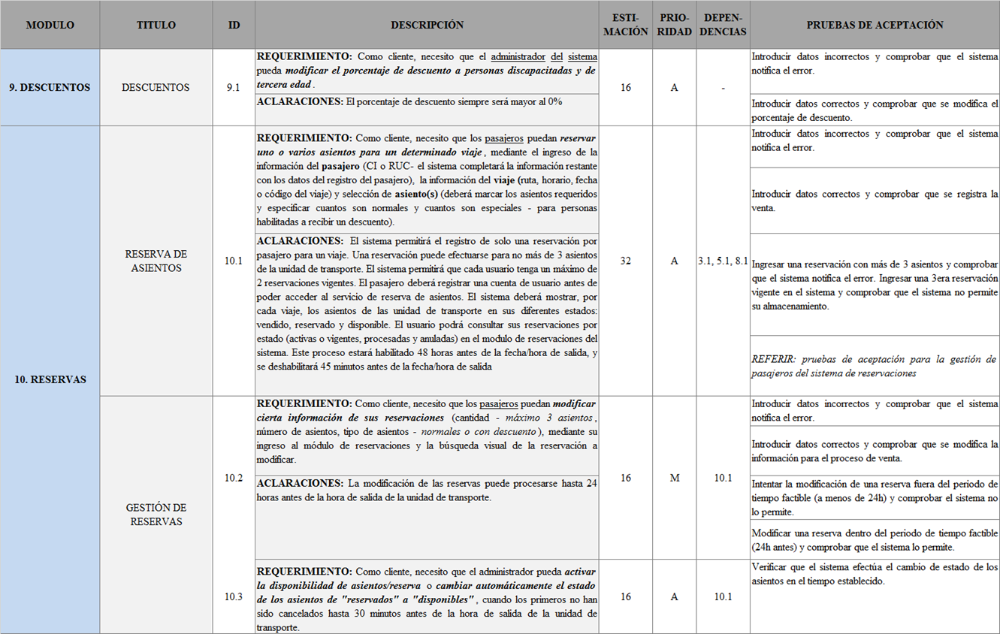 MODULO
TITULO
ID
DESCRIPCIÓN
ESTI-
MACIÓN
PRIO-
RIDAD
DEPEN-
DENCIAS
PRUEBAS DE ACEPTACIÓN
9. DESCUENTOS
DESCUENTOS
9.1
REQUERIMIENTO: Como cliente, necesito que el administrador del sistema
pueda modificar el porcentaje de descuento a personas discapacitadas y de
tercera edad .
ACLARACIONES: El porcentaje de descuento siempre será mayor al 0%
16
A
-
Introducir datos incorrectos y comprobar que el sistema
notifica el error.
Introducir datos correctos y comprobar que se modifica el
porcentaje de descuento.
10. RESERVAS
RESERVA DE
ASIENTOS
10.1
REQUERIMIENTO: Como cliente, necesito que los pasajeros puedan reservar
uno o varios asientos para un determinado viaje , mediante el ingreso de la
información del pasajero (CI o RUC- el sistema completará la información restante
con los datos del registro del pasajero), la información del viaje (ruta, horario, fecha
o código del viaje) y selección de asiento(s) (deberá marcar los asientos requeridos
y especificar cuantos son normales y cuantos son especiales - para personas
habilitadas a recibir un descuento).
ACLARACIONES: El sistema permitirá el registro de solo una reservación por
pasajero para un viaje. Una reservación puede efectuarse para no más de 3 asientos
de la unidad de transporte. El sistema permitirá que cada usuario tenga un máximo de
2 reservaciones vigentes. El pasajero deberá registrar una cuenta de usuario antes de
poder acceder al servicio de reserva de asientos. El sistema deberá mostrar, por
cada viaje, los asientos de las unidad de transporte en sus diferentes estados:
vendido, reservado y disponible. El usuario podrá consultar sus reservaciones por
estado (activas o vigentes, procesadas y anuladas) en el modulo de reservaciones del
sistema. Este proceso estará habilitado 48 horas antes de la fecha/hora de salida, y
se deshabilitará 45 minutos antes de la fecha/hora de salida
32
A
3.1, 5.1, 8.1
Introducir datos incorrectos y comprobar que el sistema
notifica el error.
Introducir datos correctos y comprobar que se registra la
venta.
Ingresar una reservación con más de 3 asientos y comprobar
que el sistema notifica el error. Ingresar una 3era reservación
vigente en el sistema y comprobar que el sistema no permite
su almacenamiento.
REFERIR: pruebas de aceptación para la gestión de
pasajeros del sistema de reservaciones
GESTIÓN DE
RESERVAS
10.2
REQUERIMIENTO: Como cliente, necesito que los pasajeros puedan modificar
cierta información de sus reservaciones (cantidad - máximo 3 asientos ,
número de asientos, tipo de asientos - normales o con descuento ), mediante su
ingreso al módulo de reservaciones y la búsqueda visual de la reservación a
modificar.
ACLARACIONES: La modificación de las reservas puede procesarse hasta 24
horas antes de la hora de salida de la unidad de transporte.
16
M
10.1
Introducir datos incorrectos y comprobar que el sistema
notifica el error.
Introducir datos correctos y comprobar que se modifica la
información para el proceso de venta.
Intentar la modificación de una reserva fuera del periodo de
tiempo factible (a menos de 24h) y comprobar el sistema no
lo permite.
Modificar una reserva dentro del periodo de tiempo factible
(24h antes) y comprobar que el sistema lo permite.
10.3
REQUERIMIENTO: Como cliente, necesito que el administrador pueda activar
la disponibilidad de asientos/reserva o cambiar automáticamente el estado
de los asientos de "reservados" a "disponibles" , cuando los primeros no han
sido cancelados hasta 30 minutos antes de la hora de salida de la unidad de
transporte.
16
A
10.1
Verificar que el sistema efectúa el cambio de estado de los
asientos en el tiempo establecido.